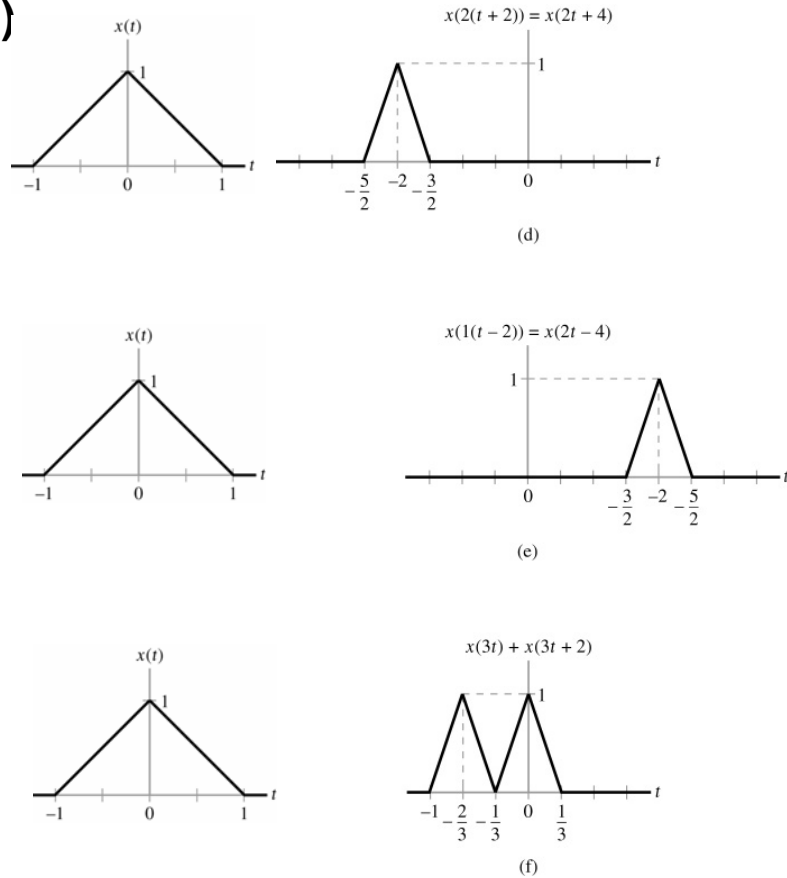 )
x(t)
1
t
−1 0 1
x(2(t + 2)) = x(2t + 4)
1
t
−5/2 −2 −3/2 0
(d)
x(t)
1
t
−1 0 1
x(1(t − 2)) = x(2t − 4)
1
t
0 −3/2 −2 −5/2
(e)
x(t)
1
t
−1 0 1
x(3t) + x(3t + 2)
1
t
−1 −2/3 −1/3 0 1/3
(f)